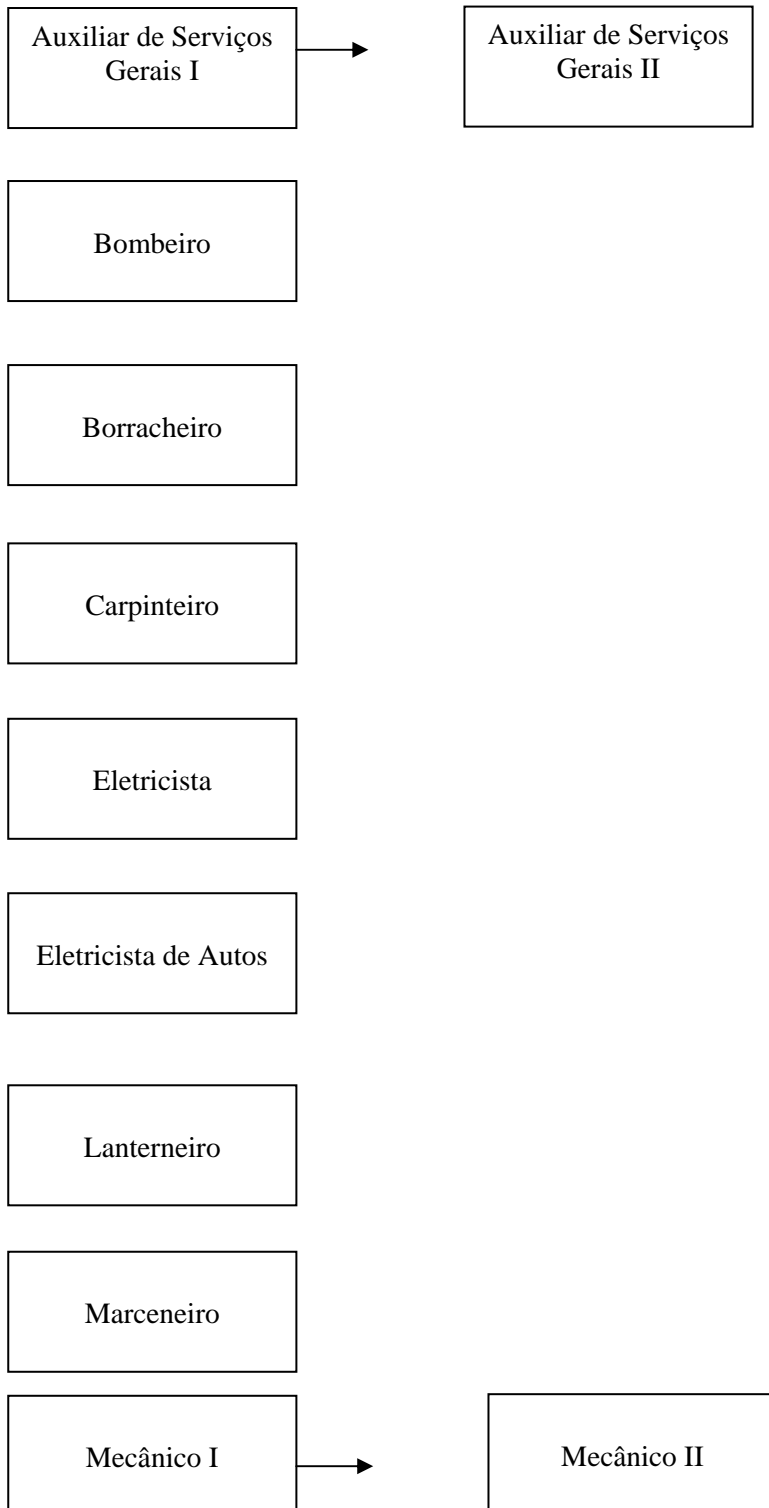 Auxiliar de Serviços
Gerais I
Auxiliar de Serviços
Gerais II
Bombeiro
Borracheiro
Carpinteiro
Eletricista
Eletricista de Autos
Lanterneiro
Marceneiro
Mecânico I
Mecânico II